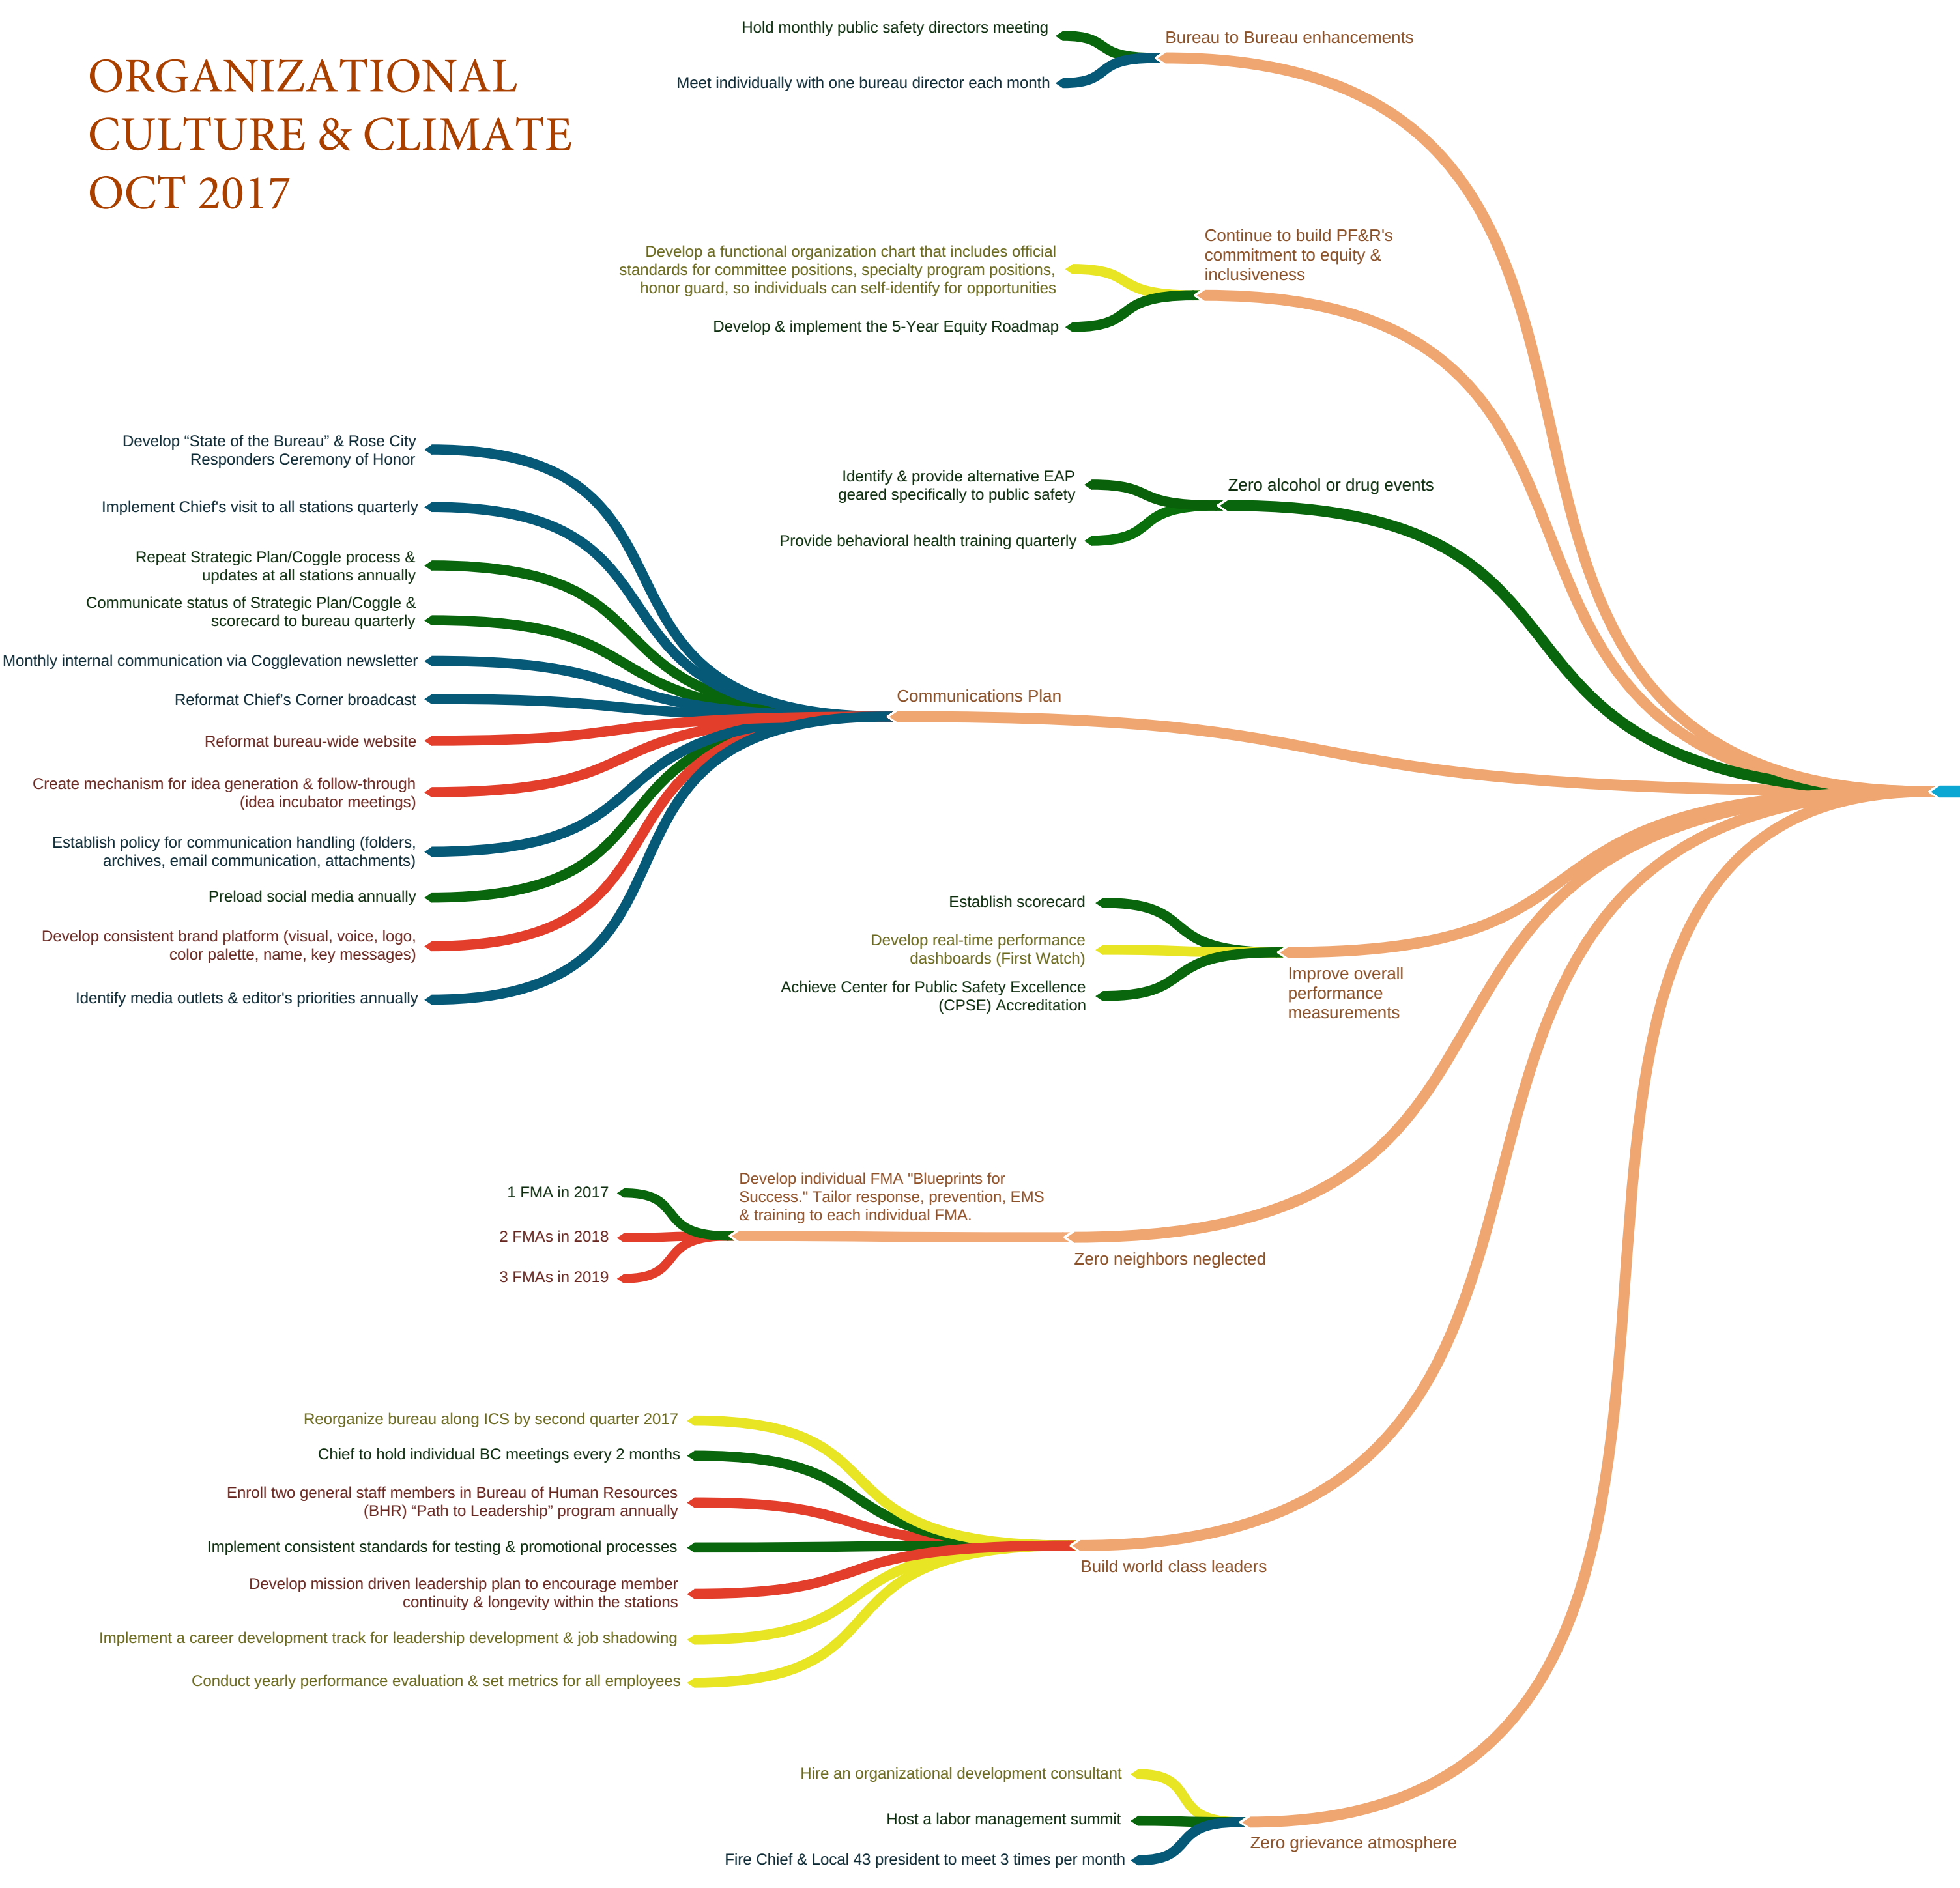 ORGANIZATIONAL
CULTURE & CLIMATE
OCT 2017
Hold monthly public safety directors meeting
Meet individually with one bureau director each month
Bureau to Bureau enhancements
Develop a functional organization chart that includes official
standards for committee positions, specialty program positions,
honor guard, so individuals can self-identify for opportunities
Develop & implement the 5-Year Equity Roadmap
Continue to build PF&R's
commitment to equity &
inclusiveness
Identify & provide alternative EAP
geared specifically to public safety
Provide behavioral health training quarterly
Zero alcohol or drug events
Develop “State of the Bureau” & Rose City
Responders Ceremony of Honor
Implement Chief's visit to all stations quarterly
Repeat Strategic Plan/Coggle process &
updates at all stations annually
Communicate status of Strategic Plan/Coggle &
scorecard to bureau quarterly
Monthly internal communication via Cogglevation newsletter
Reformat Chief’s Corner broadcast
Reformat bureau-wide website
Create mechanism for idea generation & follow-through
(idea incubator meetings)
Establish policy for communication handling (folders,
archives, email communication, attachments)
Preload social media annually
Develop consistent brand platform (visual, voice, logo,
color palette, name, key messages)
Identify media outlets & editor's priorities annually
Communications Plan
Establish scorecard
Develop real-time performance
dashboards (First Watch)
Achieve Center for Public Safety Excellence
(CPSE) Accreditation
Improve overall
performance
measurements
1 FMA in 2017
2 FMAs in 2018
3 FMAs in 2019
Develop individual FMA "Blueprints for
Success." Tailor response, prevention, EMS
& training to each individual FMA.
Zero neighbors neglected
Reorganize bureau along ICS by second quarter 2017
Chief to hold individual BC meetings every 2 months
Enroll two general staff members in Bureau of Human Resources
(BHR) “Path to Leadership” program annually
Implement consistent standards for testing & promotional processes
Develop mission driven leadership plan to encourage member
continuity & longevity within the stations
Implement a career development track for leadership development & job shadowing
Conduct yearly performance evaluation & set metrics for all employees
Build world class leaders
Hire an organizational development consultant
Host a labor management summit
Fire Chief & Local 43 president to meet 3 times per month
Zero grievance atmosphere